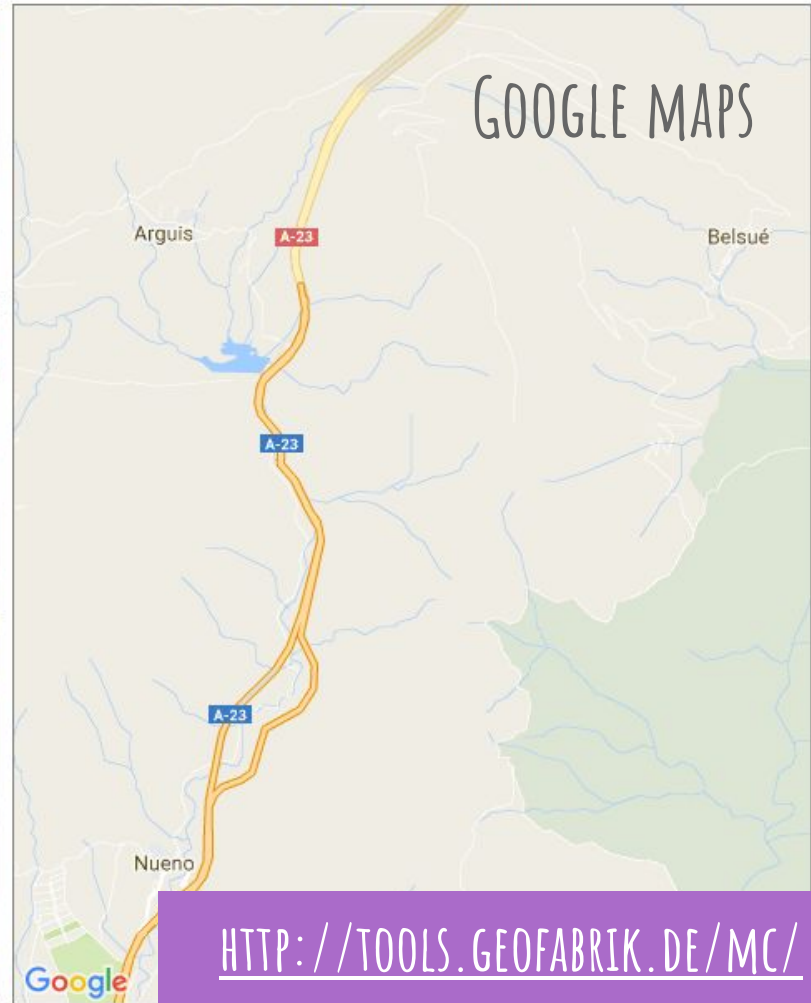 GOOGLE MAPS
Arguis
A-23
Belsué
A-23
A-23
Nueno
HTTP://TOOLS.GEOFABRIK.DE/MC/
Google